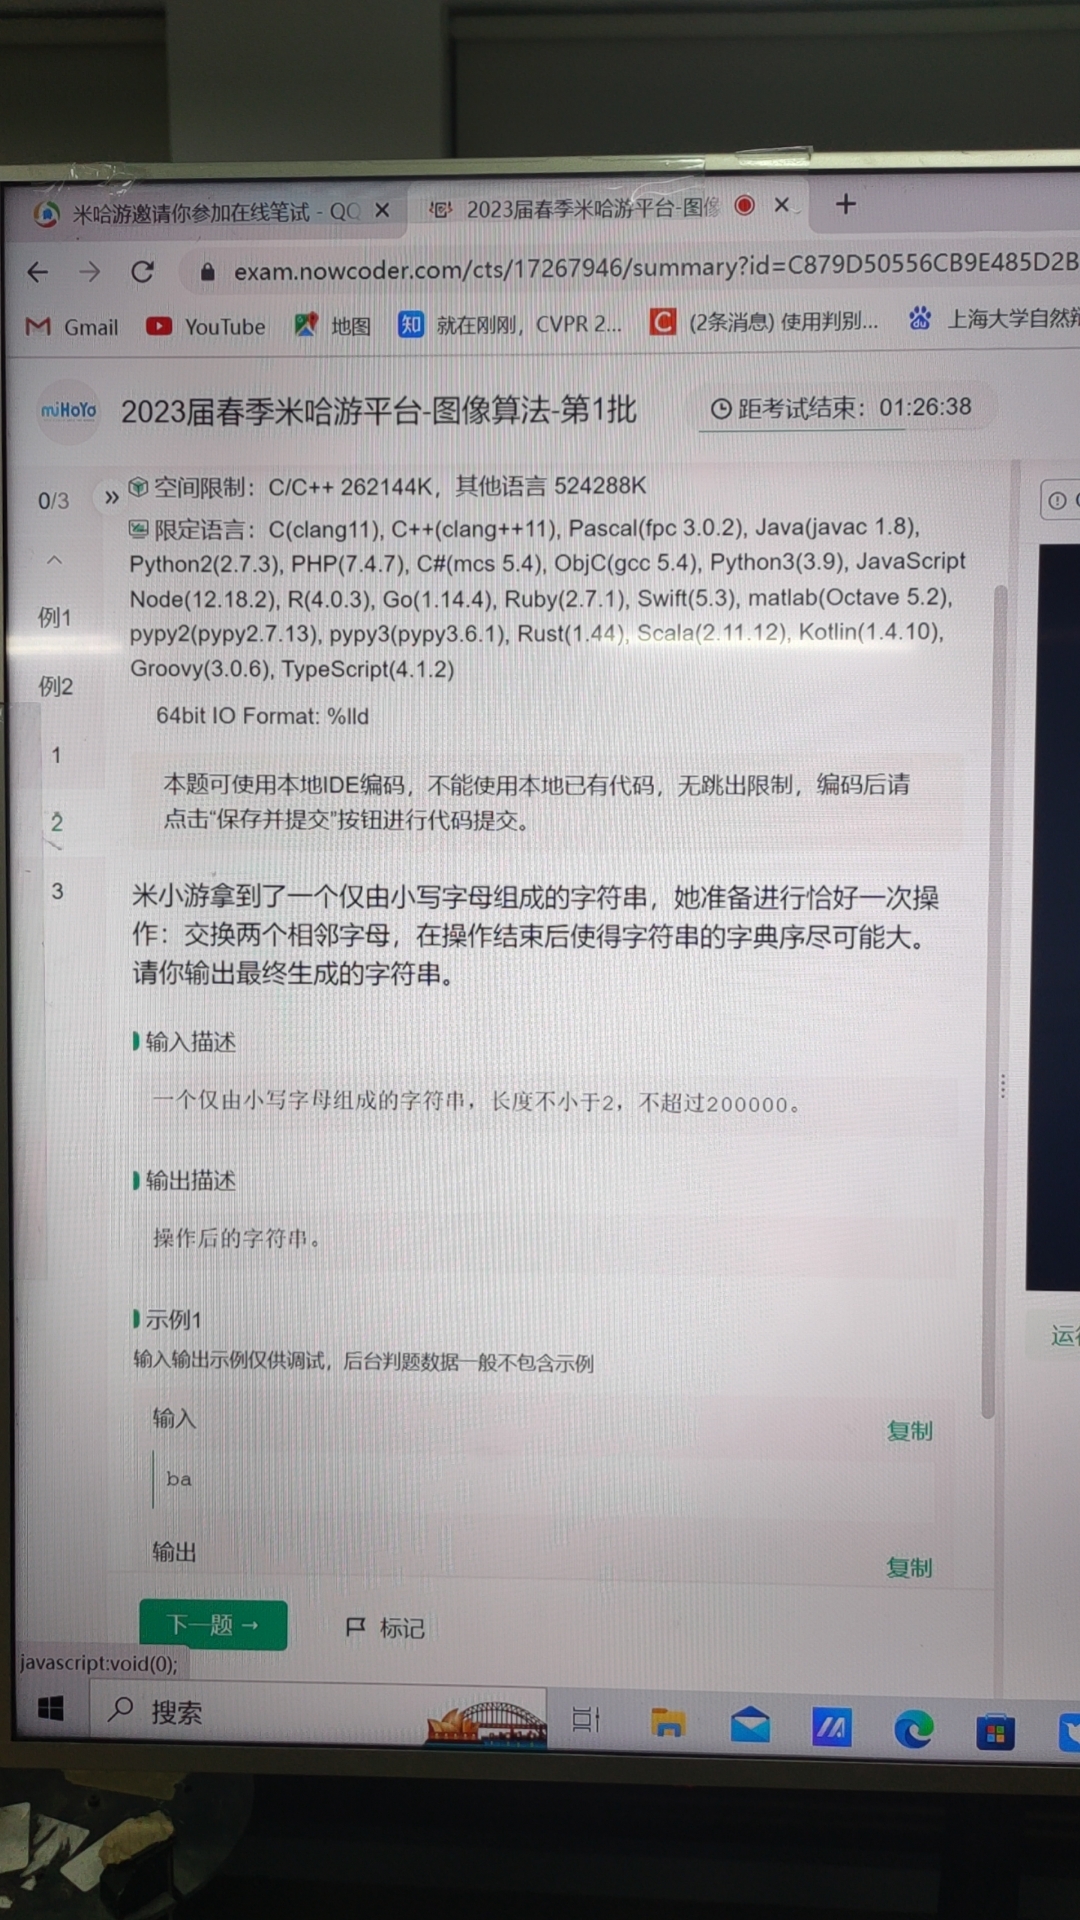 米哈游邀请你参加在线笔试 - QQ
2023届春季米哈游平台-图像
exam.nowcoder.com/cts/17267946/summary?id=C879D50556CB9E485D2B
Gmail
YouTube
地图
知
就在刚刚，CVPR 2...
C
(2条消息) 使用判别...
du
上海大学自然
miHoYo
2023届春季米哈游平台-图像算法-第1批
距考试结束：01:26:38
0/3
空间限制：C/C++ 262144K，其他语言 524288K
限定语言：C(clang11), C++(clang++11), Pascal(fpc 3.0.2), Java(javac 1.8),
Python2(2.7.3), PHP(7.4.7), C#(mcs 5.4), ObjC(gcc 5.4), Python3(3.9), JavaScript
Node(12.18.2), R(4.0.3), Go(1.14.4), Ruby(2.7.1), Swift(5.3), matlab(Octave 5.2),
pypy2(pypy2.7.13), pypy3(pypy3.6.1), Rust(1.44), Scala(2.11.12), Kotlin(1.4.10),
Groovy(3.0.6), TypeScript(4.1.2)
例1
例2
1
2
3
64bit IO Format: %lld
本题可使用本地IDE编码，不能使用本地已有代码，无跳出限制，编码后请
点击“保存并提交”按钮进行代码提交。
米小游拿到了一个仅由小写字母组成的字符串，她准备进行恰好一次操
作：交换两个相邻字母，在操作结束后使得字符串的字典序尽可能大。
请你输出最终生成的字符串。
输入描述
一个仅由小写字母组成的字符串，长度不小于2，不超过200000。
输出描述
操作后的字符串。
示例1
输入输出示例仅供调试，后台判题数据一般不包含示例
运行
输入
复制
ba
输出
复制
下一题 →
标记
javascript:void(0);
搜索